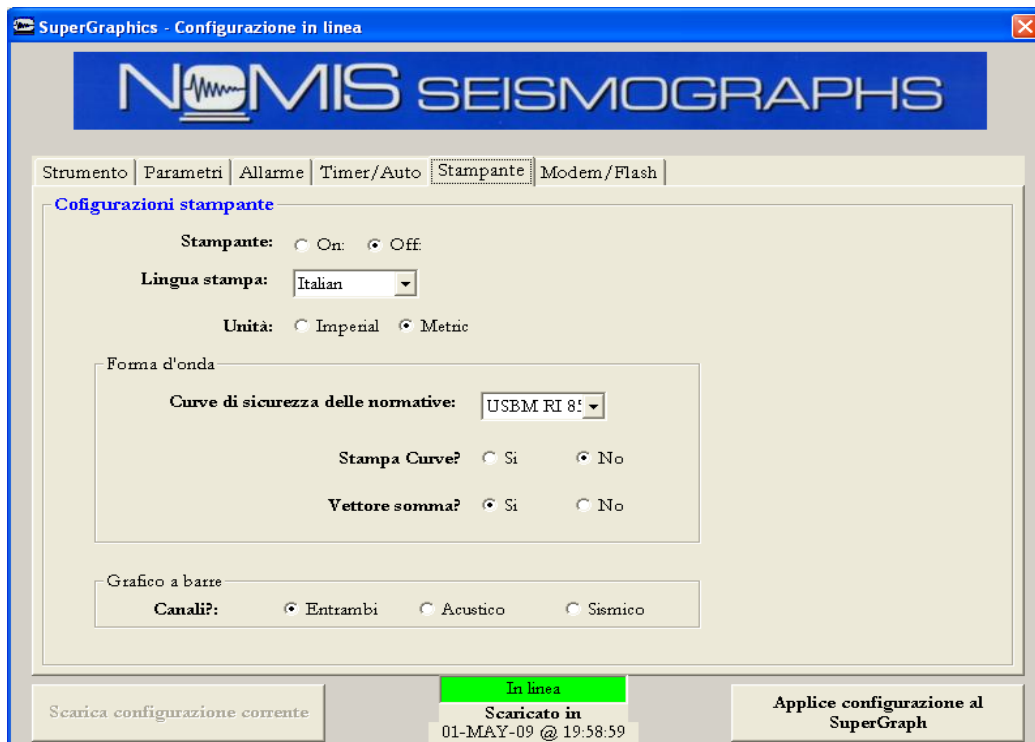 SuperGraphics - Configurazione in linea
NOMIS SEISMOGRAPHS
Strumento Parametri Allarme Timer/Auto Stampante Modem/Flash
Cofigurazioni stampante
Stampante: On: Off:
Lingua stampa: Italian
Unità: Imperial Metric
Forma d'onda
Curve di sicurezza delle normative: USBM RI 85
Stampa Curve? Si No
Vettore somma? Si No
Grafico a barre
Canali?: Entrambi Acustico Sismico
Scarica configurazione corrente
In linea
Scaricato in
01-MAY-09 @ 19:58:59
Applice configurazione al
SuperGraph